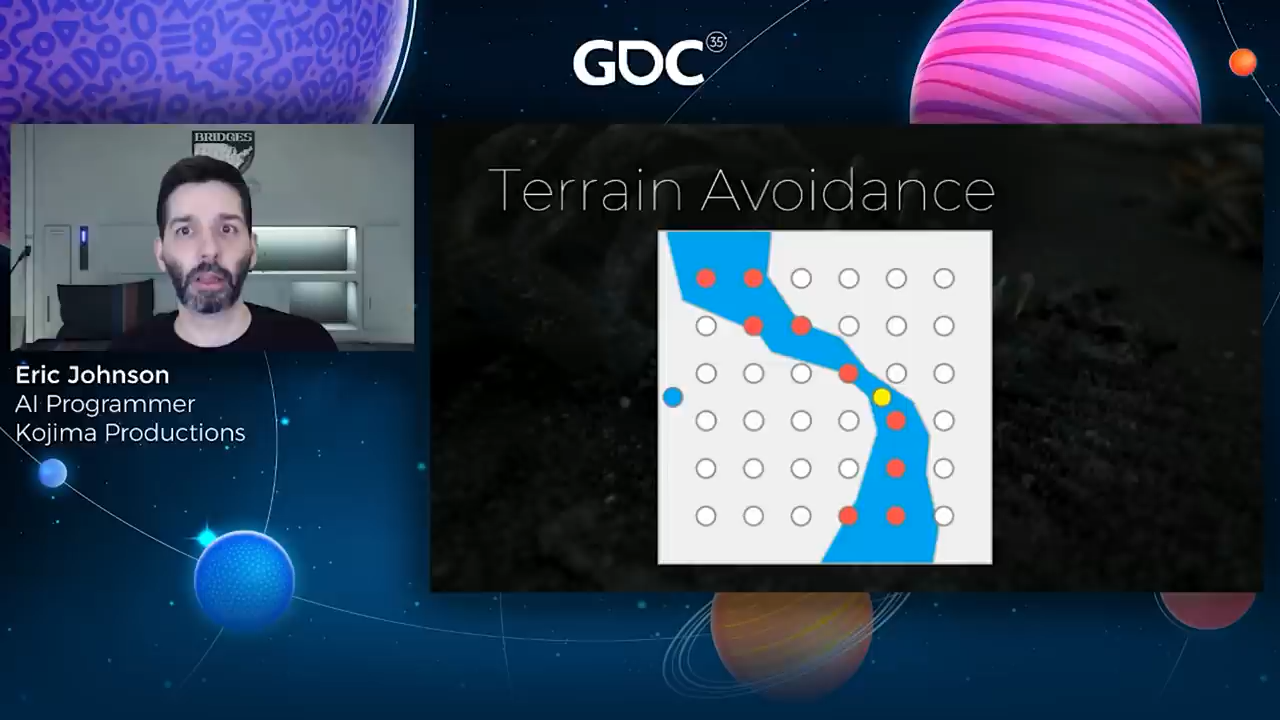 GDC 35
BRIDGES
Terrain Avoidance
Eric Johnson
AI Programmer
Kojima Productions